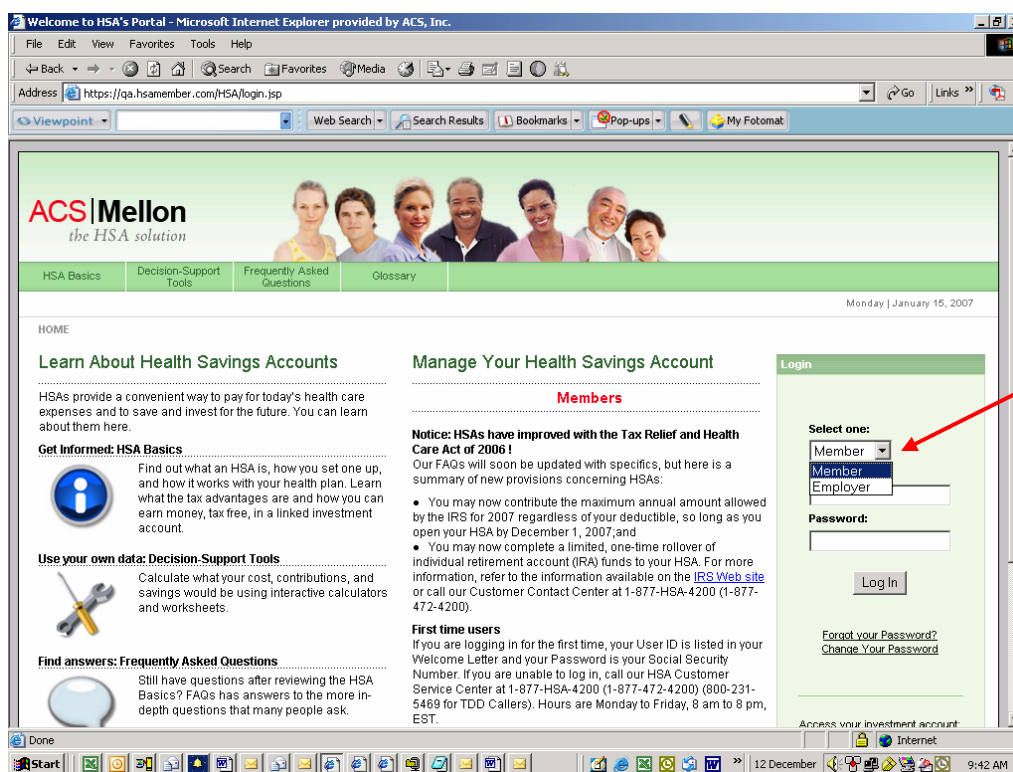 Welcome to HSA's Portal - Microsoft Internet Explorer provided by ACS, Inc.
File Edit View Favorites Tools Help
Back Search Favorites Media
Address https://qa.hsamember.com/HSA/login.jsp Go Links »
Viewpoint Web Search Search Results Bookmarks Pop-ups My Fotomat
ACS|Mellon
the HSA solution
HSA Basics Decision-Support Tools Frequently Asked Questions Glossary
Monday | January 15, 2007
HOME
Learn About Health Savings Accounts
HSAs provide a convenient way to pay for today's health care
expenses and to save and invest for the future. You can learn
about them here.
Get Informed: HSA Basics
Find out what an HSA is, how you set one up,
and how it works with your health plan. Learn
what the tax advantages are and how you can
earn money, tax free, in a linked investment
account.
Use your own data: Decision-Support Tools
Calculate what your cost, contributions, and
savings would be using interactive calculators
and worksheets.
Find answers: Frequently Asked Questions
Still have questions after reviewing the HSA
Basics? FAQs has answers to the more in-
depth questions that many people ask.
Manage Your Health Savings Account
Members
Notice: HSAs have improved with the Tax Relief and Health
Care Act of 2006 !
Our FAQs will soon be updated with specifics, but here is a
summary of new provisions concerning HSAs:
● You may now contribute the maximum annual amount allowed
by the IRS for 2007 regardless of your deductible, so long as you
open your HSA by December 1, 2007;and
● You may now complete a limited, one-time rollover of
individual retirement account (IRA) funds to your HSA. For more
information, refer to the information available on the IRS Web site
or call our Customer Contact Center at 1-877-HSA-4200 (1-877-
472-4200).
First time users
If you are logging in for the first time, your User ID is listed in your
Welcome Letter and your Password is your Social Security
Number. If you are unable to log in, call our HSA Customer
Service Center at 1-877-HSA-4200 (1-877-472-4200) (800-231-
5469 for TDD Callers). Hours are Monday to Friday, 8 am to 8 pm,
EST.
Login
Select one:
Member
Member
Employer
Password:
Log In
Forgot your Password?
Change Your Password
Access your investment account
Done Internet
Start » 12 December 9:42 AM